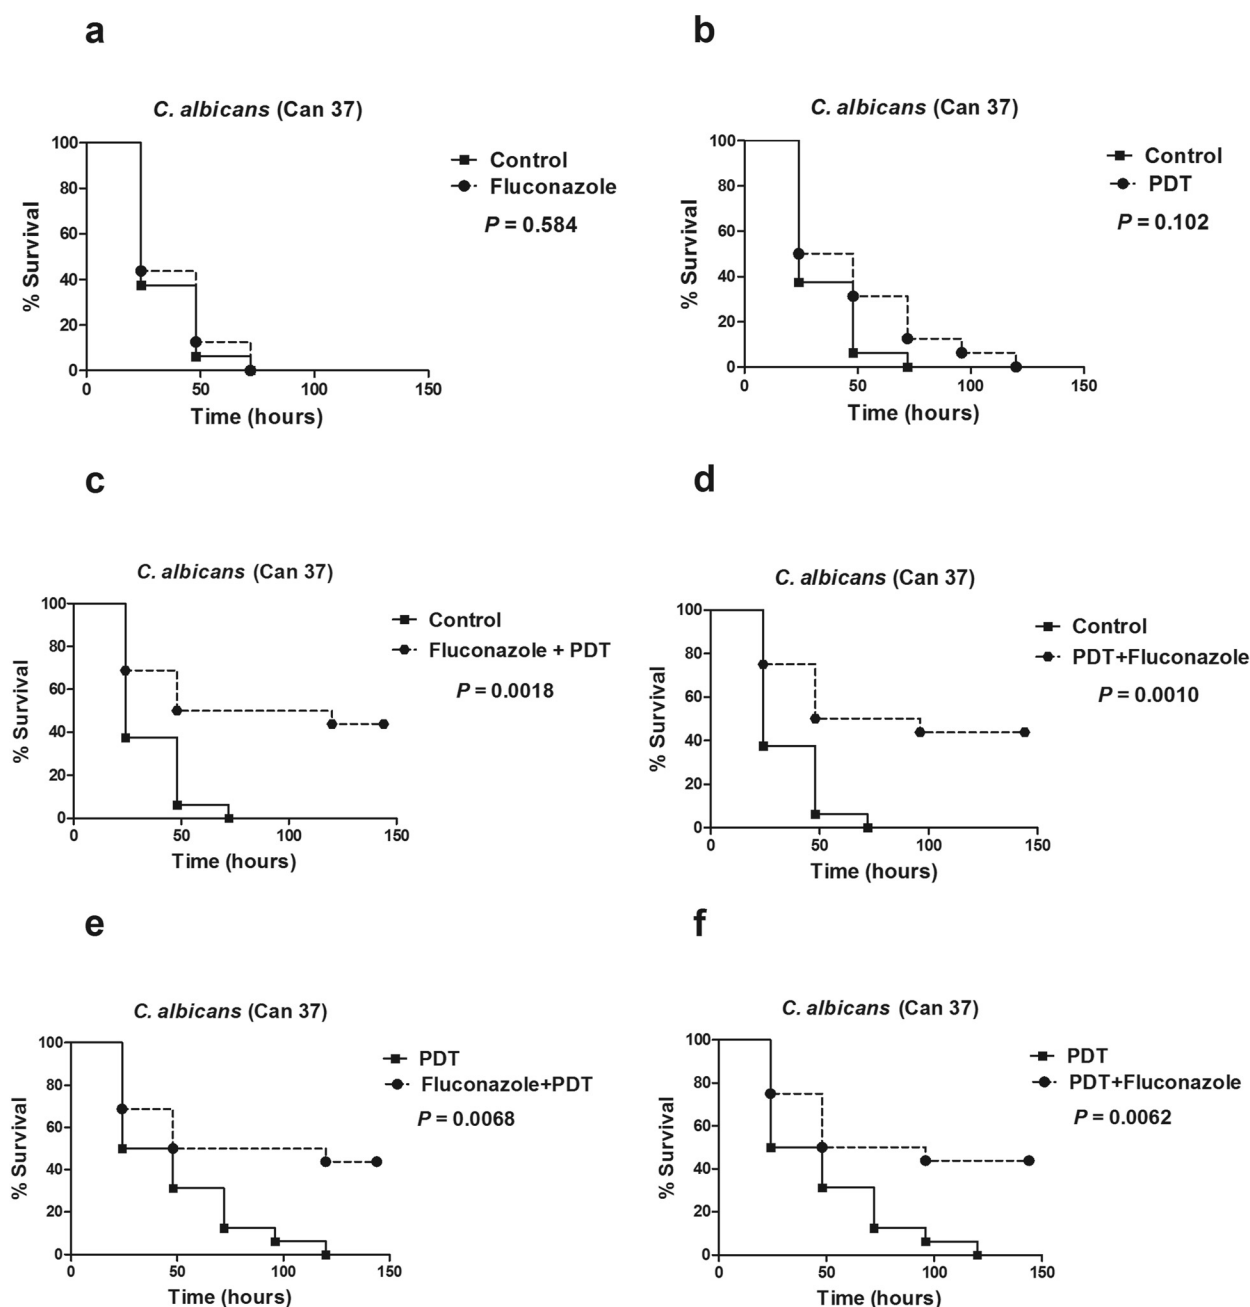 a
C. albicans (Can 37)
% Survival
100
80
60
40
20
0
0 50 100 150
Time (hours)
Control
Fluconazole
P = 0.584
b
C. albicans (Can 37)
% Survival
100
80
60
40
20
0
0 50 100 150
Time (hours)
Control
PDT
P = 0.102
c
C. albicans (Can 37)
% Survival
100
80
60
40
20
0
0 50 100 150
Time (hours)
Control
Fluconazole + PDT
P = 0.0018
d
C. albicans (Can 37)
% Survival
100
80
60
40
20
0
0 50 100 150
Time (hours)
Control
PDT+Fluconazole
P = 0.0010
e
C. albicans (Can 37)
% Survival
100
80
60
40
20
0
0 50 100 150
Time (hours)
PDT
Fluconazole+PDT
P = 0.0068
f
C. albicans (Can 37)
% Survival
100
80
60
40
20
0
0 50 100 150
Time (hours)
PDT
PDT+Fluconazole
P = 0.0062